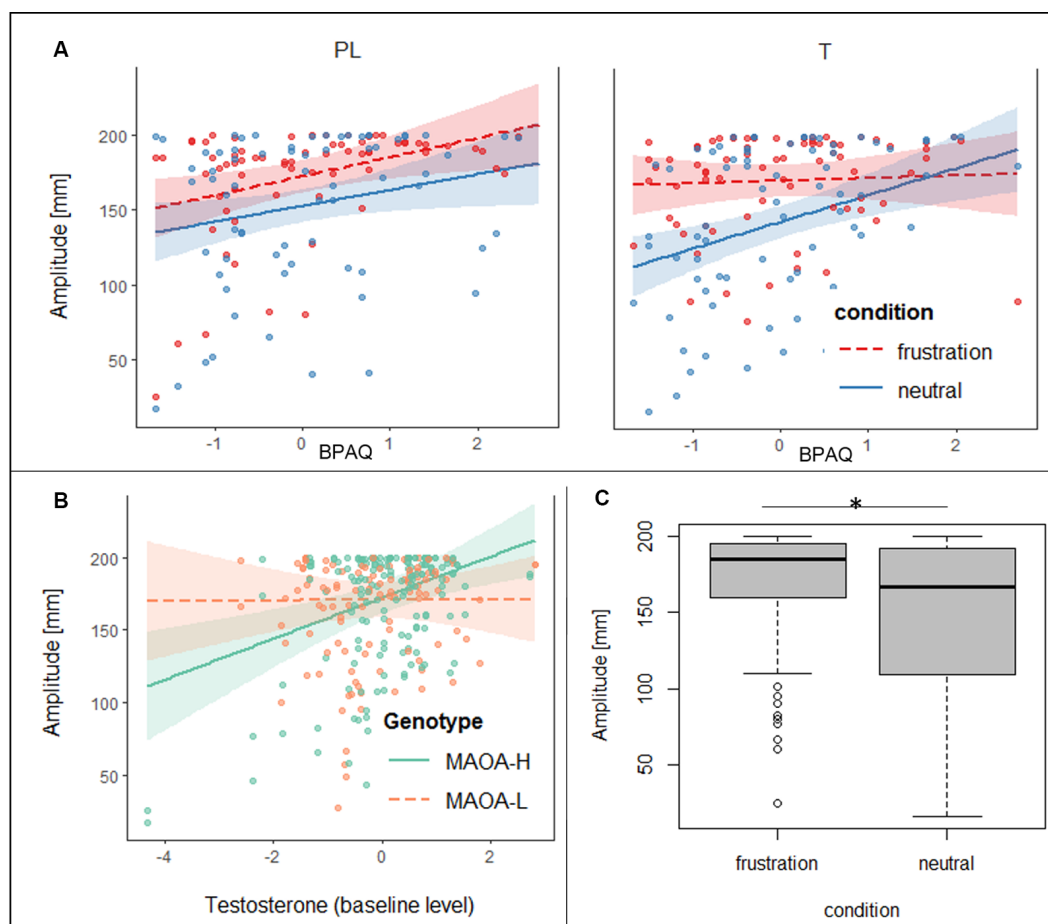 A
PL
T
Amplitude [mm]
200
150
100
50
-1
0
1
2
BPAQ
condition
frustration
neutral
-1
0
1
2
BPAQ
B
Amplitude [mm]
200
150
100
50
Genotype
MAOA-H
MAOA-L
-4
-2
0
2
Testosterone (baseline level)
C
*
Amplitude [mm]
200
150
100
50
frustration
neutral
condition